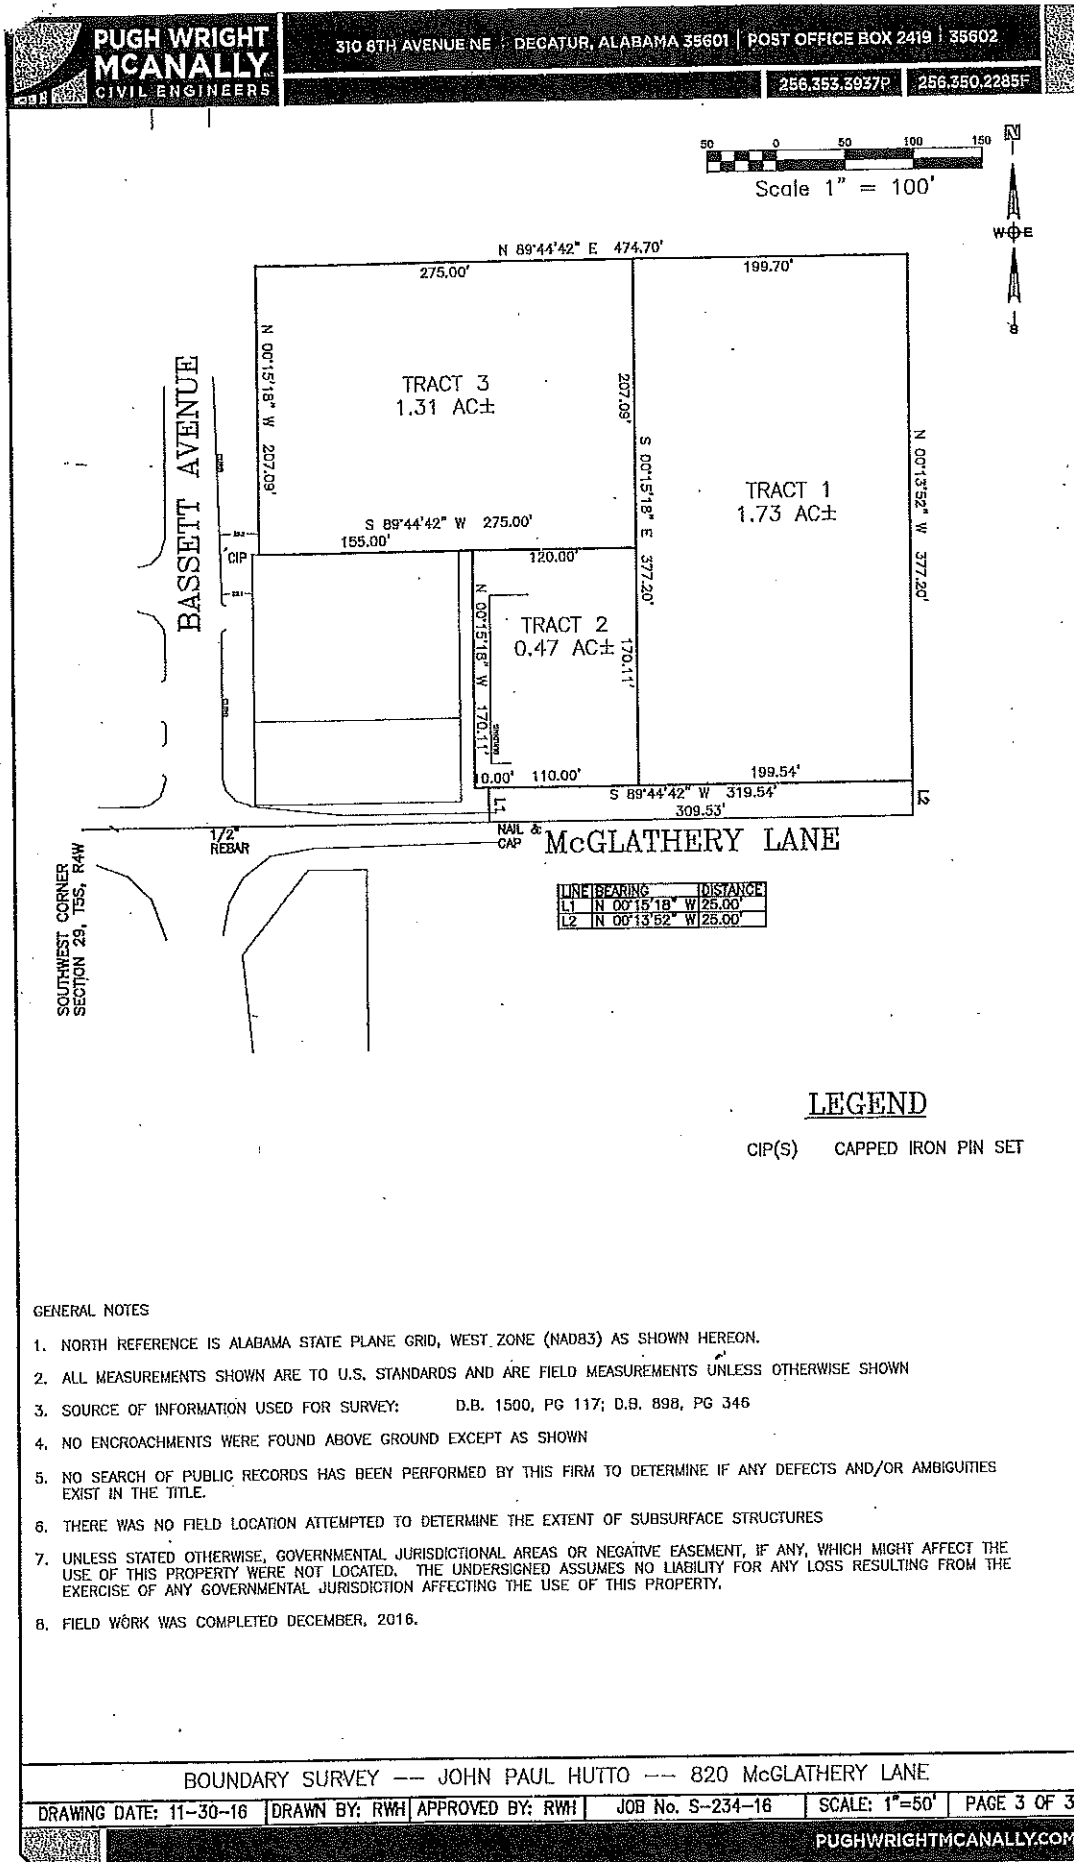 PUGH WRIGHT
MCANALLY
CIVIL ENGINEERS
310 8TH AVENUE NE DECATUR, ALABAMA 35601 | POST OFFICE BOX 2419 | 35602
256.353.3937P 256.350.2285F
50 0 50 100 150
Scale 1" = 100'
N
W E
S
N 89°44'42" E 474.70'
275.00'
199.70'
N 00°15'18" W 207.09'
TRACT 3
1.31 AC±
207.09'
BASSETT AVENUE
S 00°15'18" E 377.20'
TRACT 1
1.73 AC±
N 00°13'52" W 377.20'
S 89°44'42" W 275.00'
155.00'
120.00'
CIP
N 00°15'18" W 170.11'
TRACT 2
0.47 AC±
170.11'
10.00' 110.00'
199.54'
S 89°44'42" W 319.54'
309.53'
L1
L2
1/2"
REBAR
NAIL &
CAP
McGLATHERY LANE
SOUTHWEST CORNER
SECTION 29, T5S, R4W
LINE BEARING DISTANCE
L1 N 00°15'18" W 25.00'
L2 N 00°13'52" W 25.00'
LEGEND
CIP(S) CAPPED IRON PIN SET
GENERAL NOTES
1. NORTH REFERENCE IS ALABAMA STATE PLANE GRID, WEST ZONE (NAD83) AS SHOWN HEREON.
2. ALL MEASUREMENTS SHOWN ARE TO U.S. STANDARDS AND ARE FIELD MEASUREMENTS UNLESS OTHERWISE SHOWN
3. SOURCE OF INFORMATION USED FOR SURVEY: D.B. 1500, PG 117; D.B. 898, PG 346
4. NO ENCROACHMENTS WERE FOUND ABOVE GROUND EXCEPT AS SHOWN
5. NO SEARCH OF PUBLIC RECORDS HAS BEEN PERFORMED BY THIS FIRM TO DETERMINE IF ANY DEFECTS AND/OR AMBIGUITIES
EXIST IN THE TITLE.
6. THERE WAS NO FIELD LOCATION ATTEMPTED TO DETERMINE THE EXTENT OF SUBSURFACE STRUCTURES
7. UNLESS STATED OTHERWISE, GOVERNMENTAL JURISDICTIONAL AREAS OR NEGATIVE EASEMENT, IF ANY, WHICH MIGHT AFFECT THE
USE OF THIS PROPERTY WERE NOT LOCATED. THE UNDERSIGNED ASSUMES NO LIABILITY FOR ANY LOSS RESULTING FROM THE
EXERCISE OF ANY GOVERNMENTAL JURISDICTION AFFECTING THE USE OF THIS PROPERTY.
8. FIELD WORK WAS COMPLETED DECEMBER, 2016.
BOUNDARY SURVEY -- JOHN PAUL HUTTO -- 820 McGLATHERY LANE
DRAWING DATE: 11-30-16 DRAWN BY: RWH APPROVED BY: RWH JOB No. S-234-16 SCALE: 1"=50' PAGE 3 OF 3
PUGHWRIGHTMCANALLY.COM